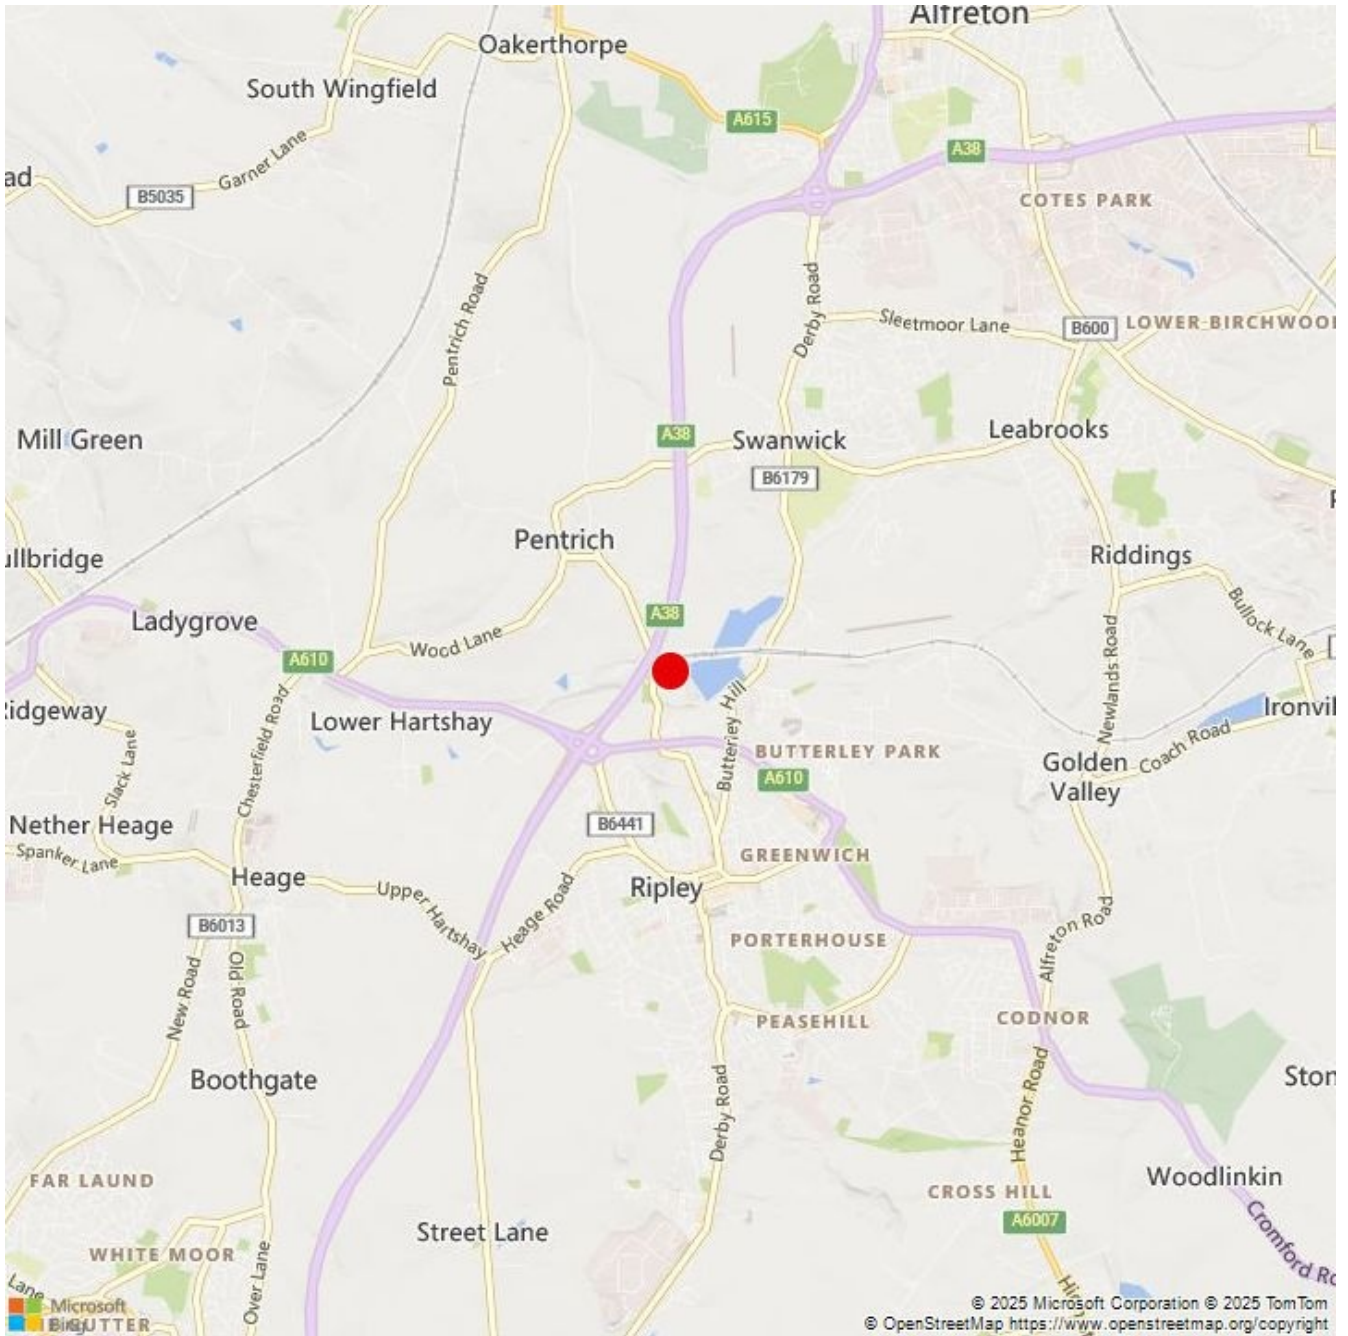 Alfreton
Oakerthorpe
South Wingfield
A615
Garner Lane
A38
ad
B5035
COTES PARK
Derby Road
Pentrich Road
Sleetmoor Lane
B600
LOWER BIRCHWOO
Mill Green
A38
Swanwick
Leabrooks
B6179
Pentrich
Riddings
ullbridge
Bullock Lane
A38
Ladygrove
Wood Lane
A610
Newlands Road
Ridgeway
Lower Hartshay
Chesterfield Road
Butterley Hill
Ironvil
Coach Road
BUTTERLEY PARK
Golden
Valley
A610
Slack Lane
Nether Heage
B6441
Spanker Lane
GREENWICH
Heage
Upper Hartshay
Ripley
Heage Road
B6013
PORTERHOUSE
Alfreton Road
New Road
Old Road
PEASEHILL
CODNOR
Boothgate
Ston
Derby Road
Heanor Road
FAR LAUND
Woodlinkin
CROSS HILL
A6007
Street Lane
Cromford Ro
WHITE MOOR
Over Lane
Lane
Microsoft
Bing
BUTTER
© 2025 Microsoft Corporation © 2025 TomTom
© OpenStreetMap https://www.openstreetmap.org/copyright